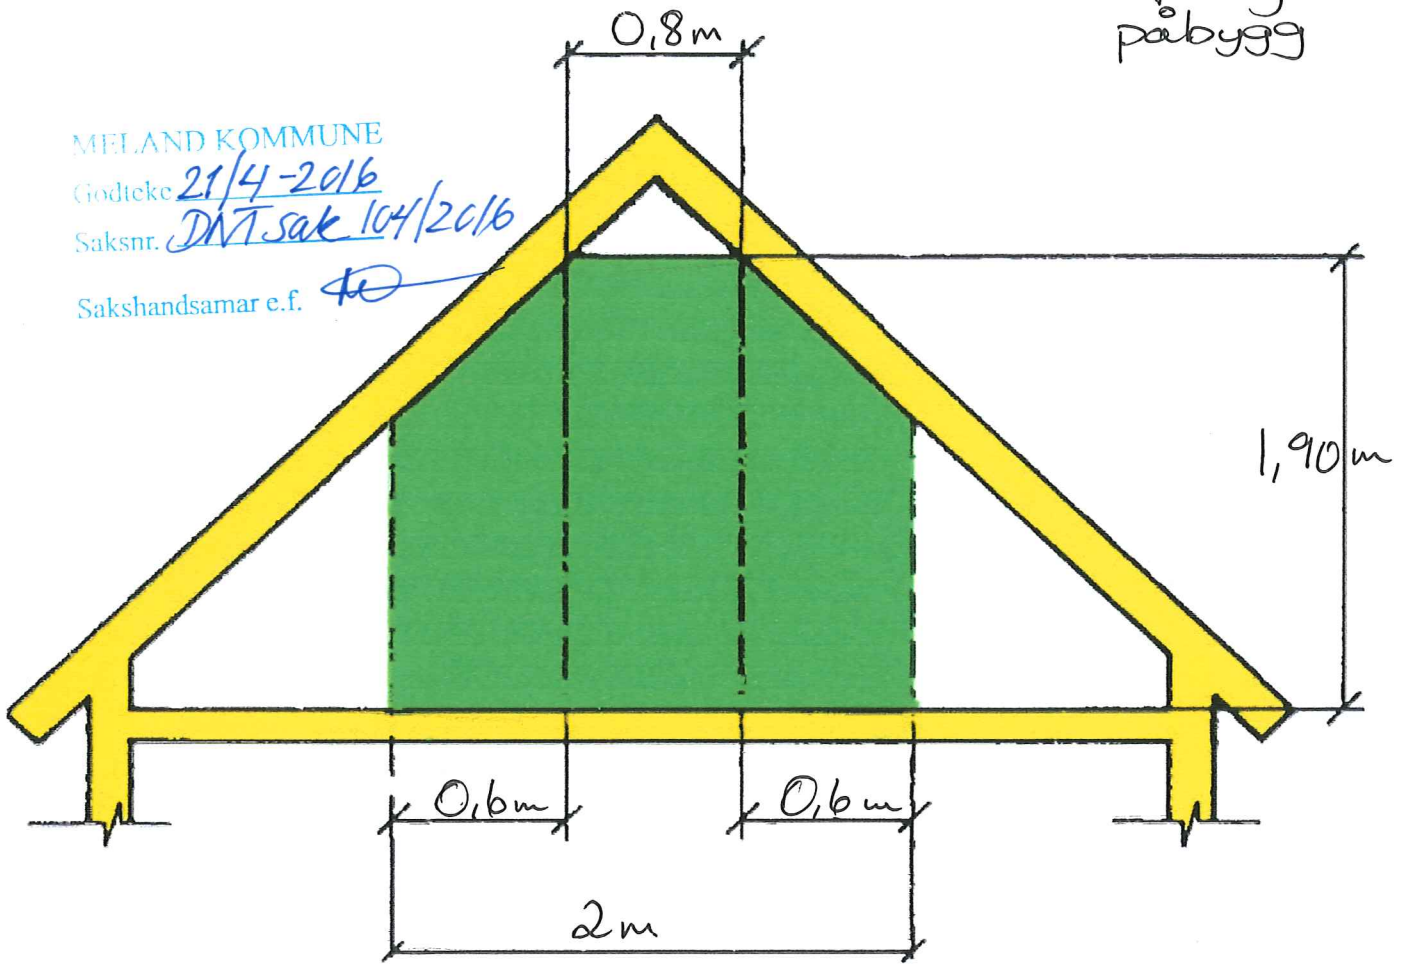 0,8m
påbygg
MELAND KOMMUNE
Godteke 21/4-2016
Saksnr. DNT sak 104/2016
Sakshandsamar e.f.
1,90m
0,6m 0,6m
2m